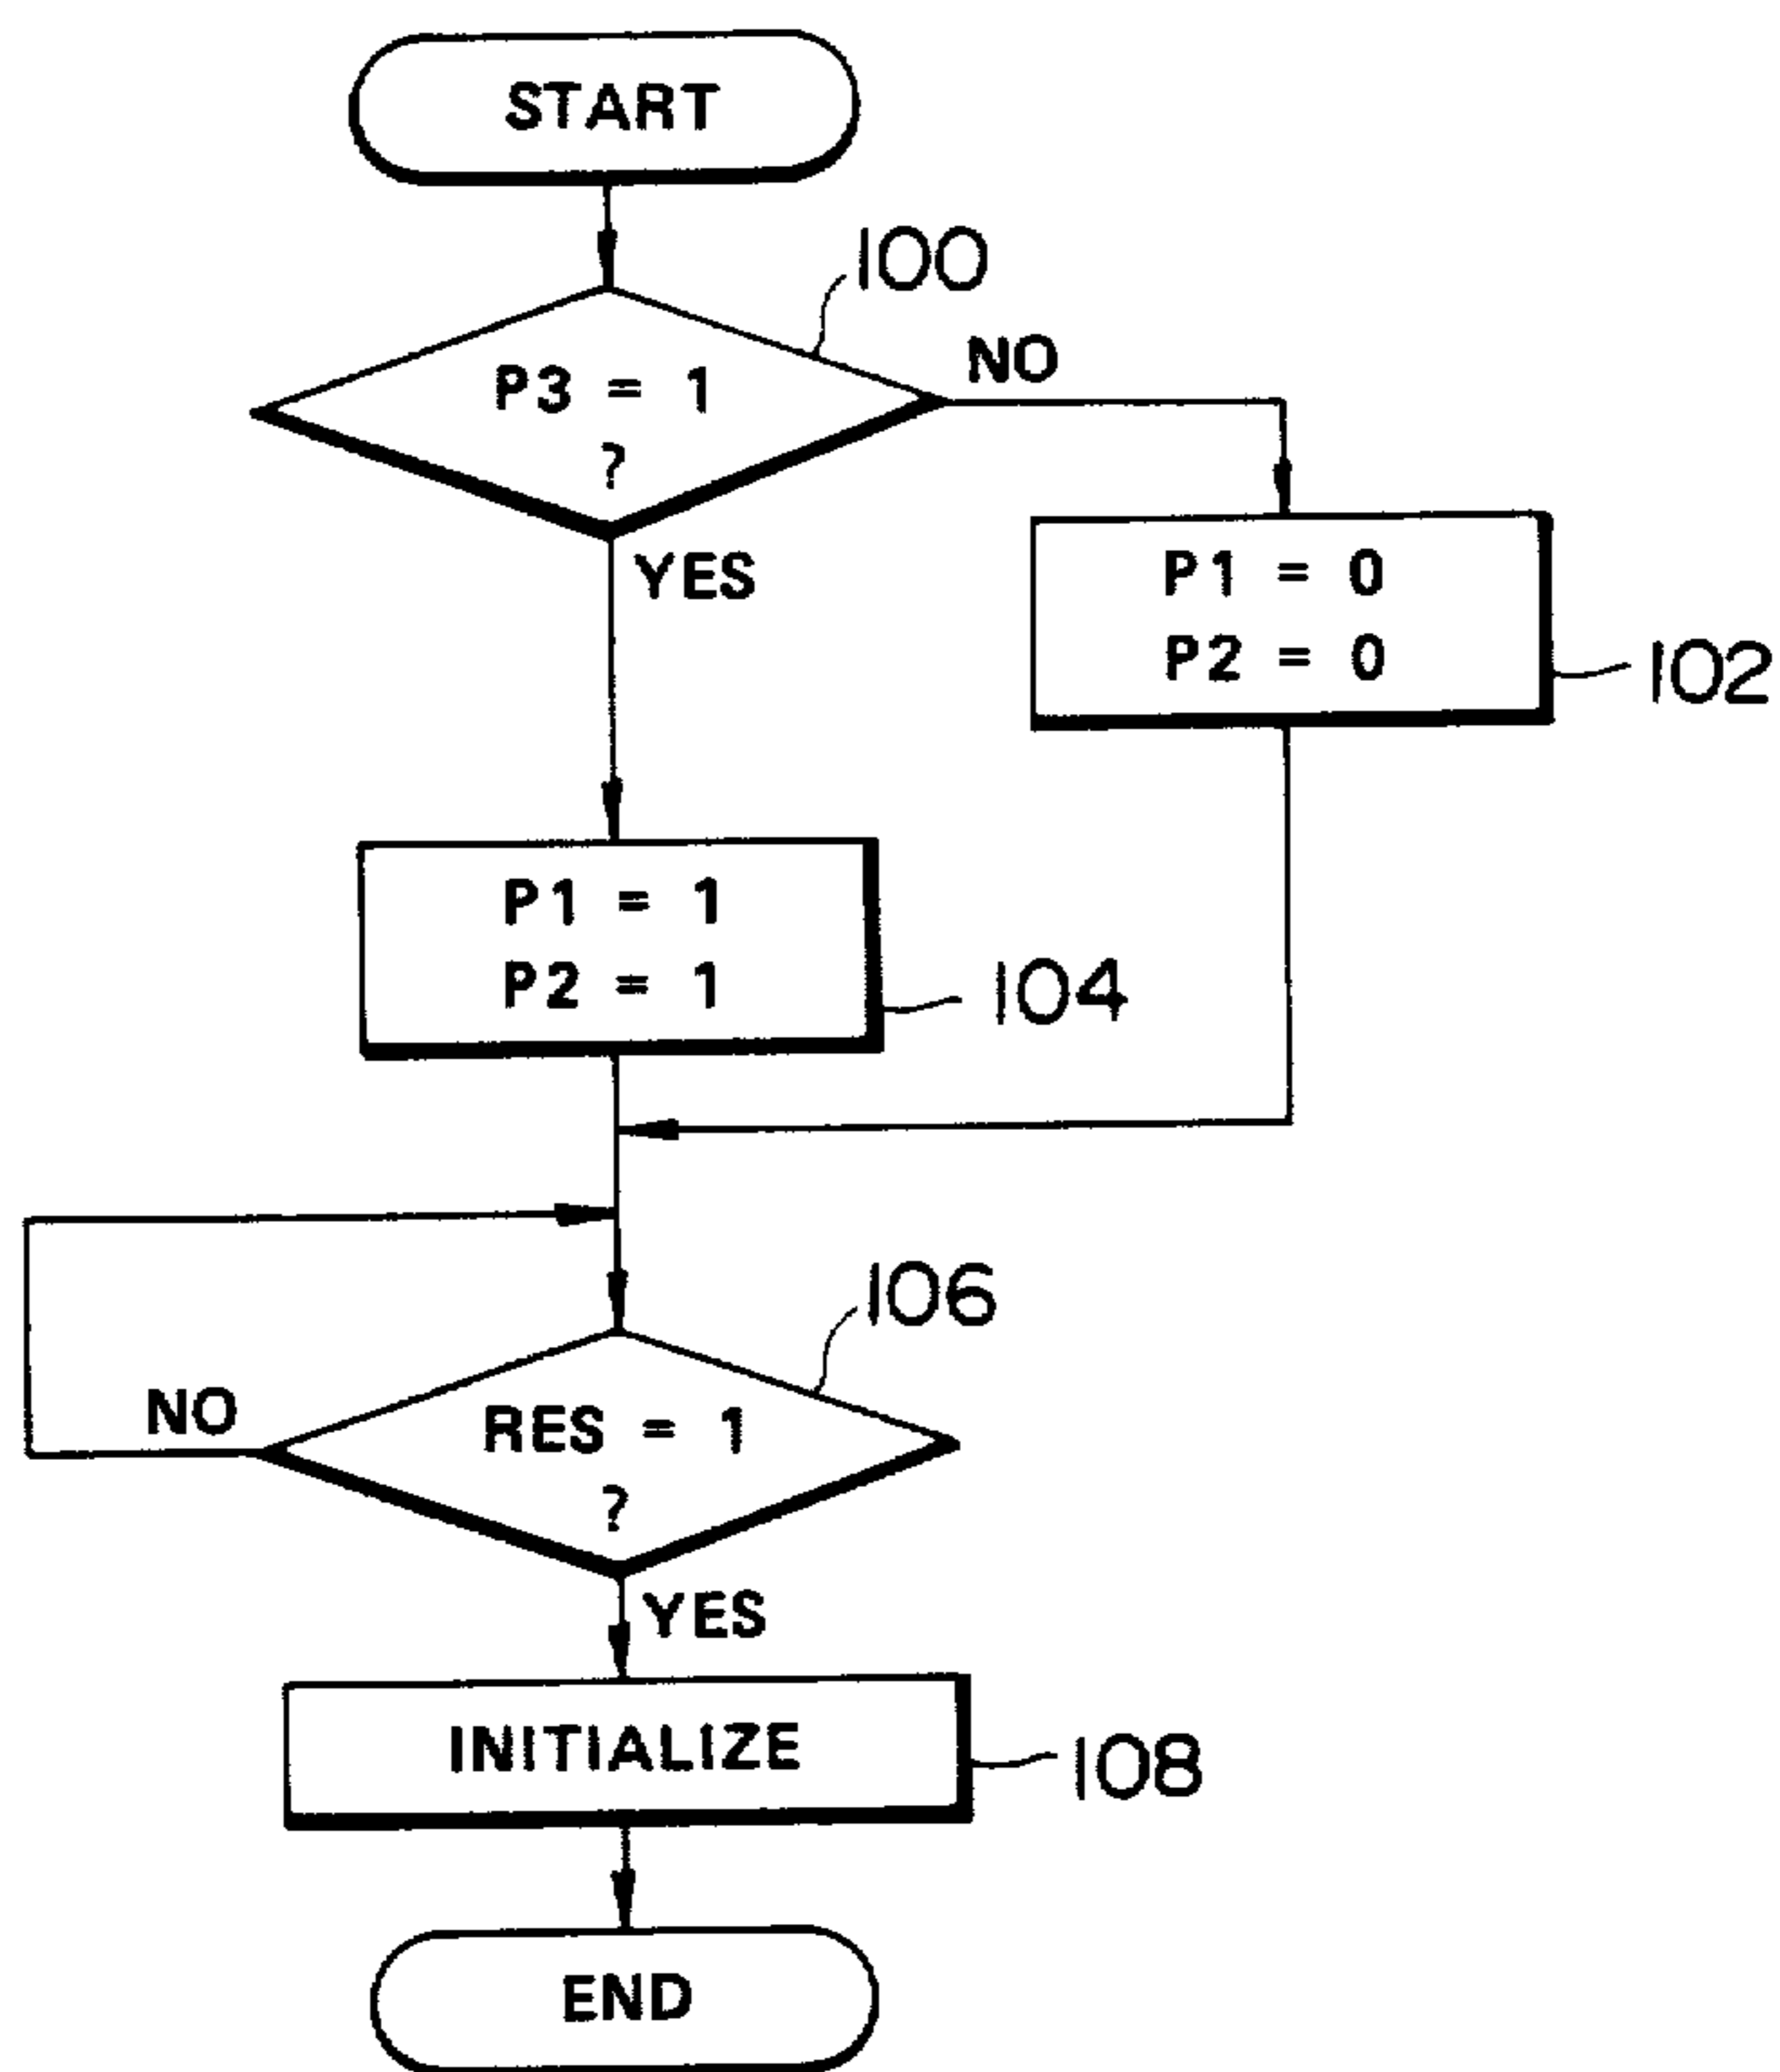 START
100
P3 = 1
?
NO
YES
P1 = 0
P2 = 0
102
P1 = 1
P2 = 1
104
106
NO
RES = 1
?
YES
INITIALIZE
108
END